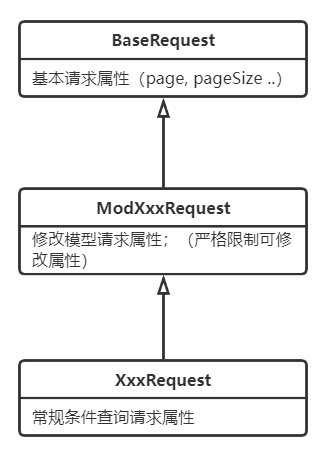 BaseRequest
基本请求属性（page, pageSize ..）
ModXxxRequest
修改模型请求属性；（严格限制可修
改属性）
XxxRequest
常规条件查询请求属性